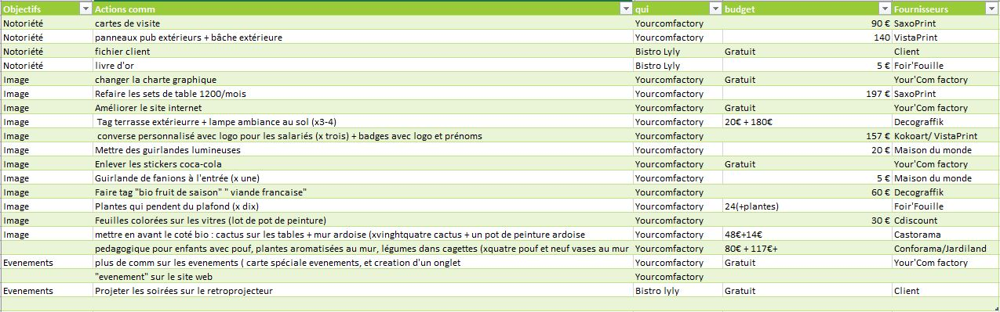 Objectifs Actions comm qui budget Fournisseurs
Notoriété cartes de visite Yourcomfactory 90 € SaxoPrint
Notoriété panneaux pub extérieurs + bâche extérieure Yourcomfactory 140 VistaPrint
Notoriété fichier client Bistro Lyly Gratuit Client
Notoriété livre d'or Bistro Lyly 5 € Foir'Fouille
Image changer la charte graphique Yourcomfactory Gratuit Your'Com factory
Image Refaire les sets de table 1200/mois Yourcomfactory 197 € SaxoPrint
Image Améliorer le site internet Yourcomfactory Gratuit Your'Com factory
Image Tag terrasse extérieurre + lampe ambiance au sol (x3-4) Yourcomfactory 20€ + 180€ Decograffik
Image converse personnalisé avec logo pour les salariés (x trois) + badges avec logo et prénoms Yourcomfactory 157 € Kokoart/ VistaPrint
Image Mettre des guirlandes lumineuses Yourcomfactory 20 € Maison du monde
Image Enlever les stickers coca-cola Yourcomfactory Gratuit Your'Com factory
Image Guirlande de fanions à l'entrée (x une) Yourcomfactory 5 € Maison du monde
Image Faire tag "bio fruit de saison" " viande francaise" Yourcomfactory 60 € Decograffik
Image Plantes qui pendent du plafond (x dix) Yourcomfactory 24(+plantes) Foir'Fouille
Image Feuilles colorées sur les vitres (lot de pot de peinture) Yourcomfactory 30 € Cdiscount
Image mettre en avant le coté bio : cactus sur les tables + mur ardoise (xvinghtquatre cactus + un pot de peinture ardoise Yourcomfactory 48€+14€ Castorama
pedagogique pour enfants avec pouf, plantes aromatisées au mur, légumes dans cagettes (xquatre pouf et neuf vases au mur Yourcomfactory 80€ + 117€+ Conforama/Jardiland
Evenements plus de comm sur les evenements ( carte spéciale evenements, et creation d'un onglet Yourcomfactory Gratuit Your'Com factory
"evenement" sur le site web Yourcomfactory
Evenements Projeter les soirées sur le retroprojecteur Bistro lyly Gratuit Client